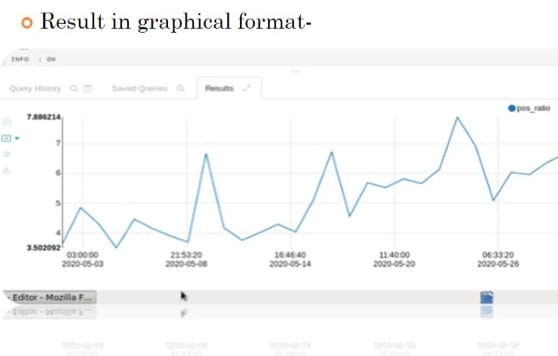 Result in graphical format-
INFO | OK
Query History Saved Queries Results
pos_ratio
7.886214
7
6
5
4
3.502092
03:00:00 21:53:20 16:46:40 11:40:00 06:33:20
2020-05-03 2020-05-08 2020-05-14 2020-05-20 2020-05-26
- Editor - Mozilla F...